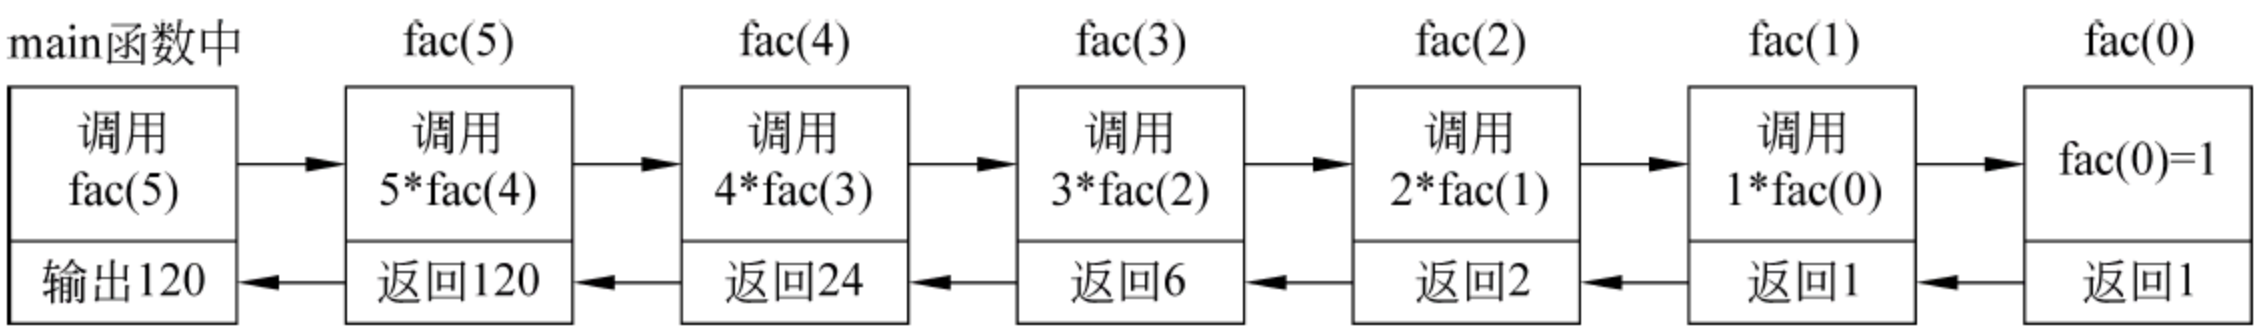 main函数中 fac(5) fac(4) fac(3) fac(2) fac(1) fac(0)
调用 调用 调用 调用 调用 调用 fac(0)=1
fac(5) 5*fac(4) 4*fac(3) 3*fac(2) 2*fac(1) 1*fac(0)
输出120 返回120 返回24 返回6 返回2 返回1 返回1